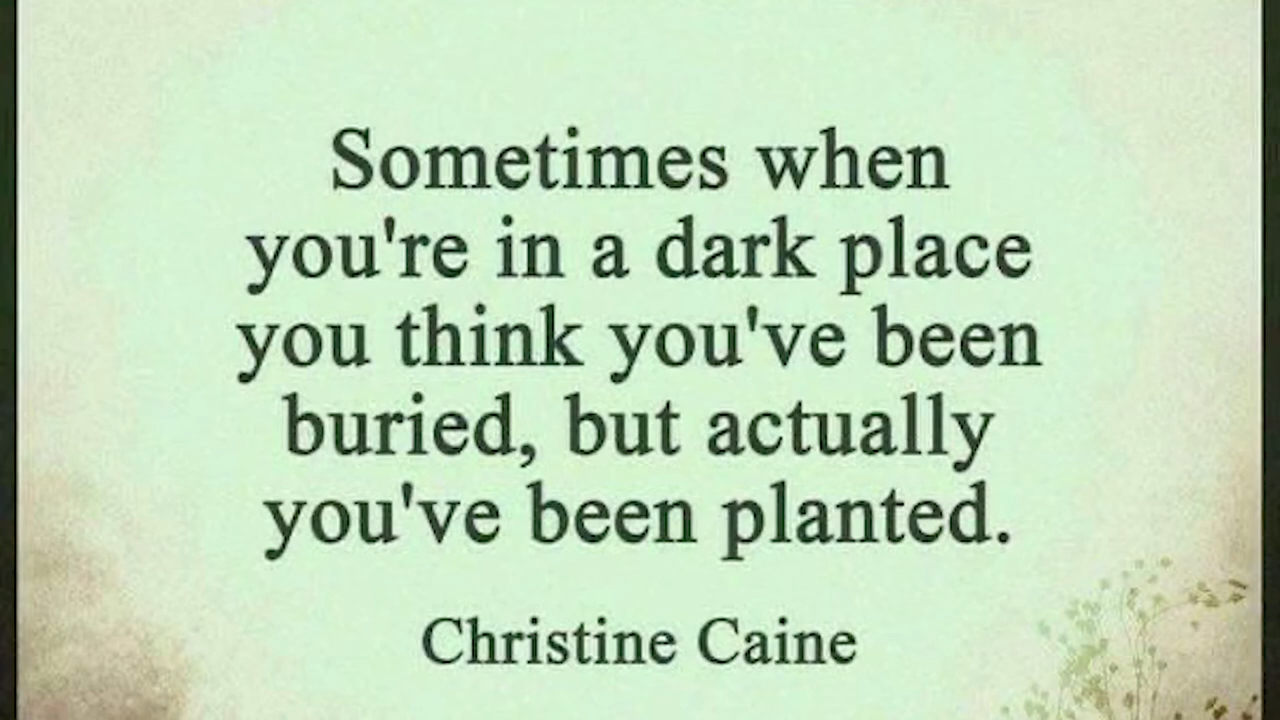 Sometimes when
you're in a dark place
you think you've been
buried, but actually
you've been planted.
Christine Caine